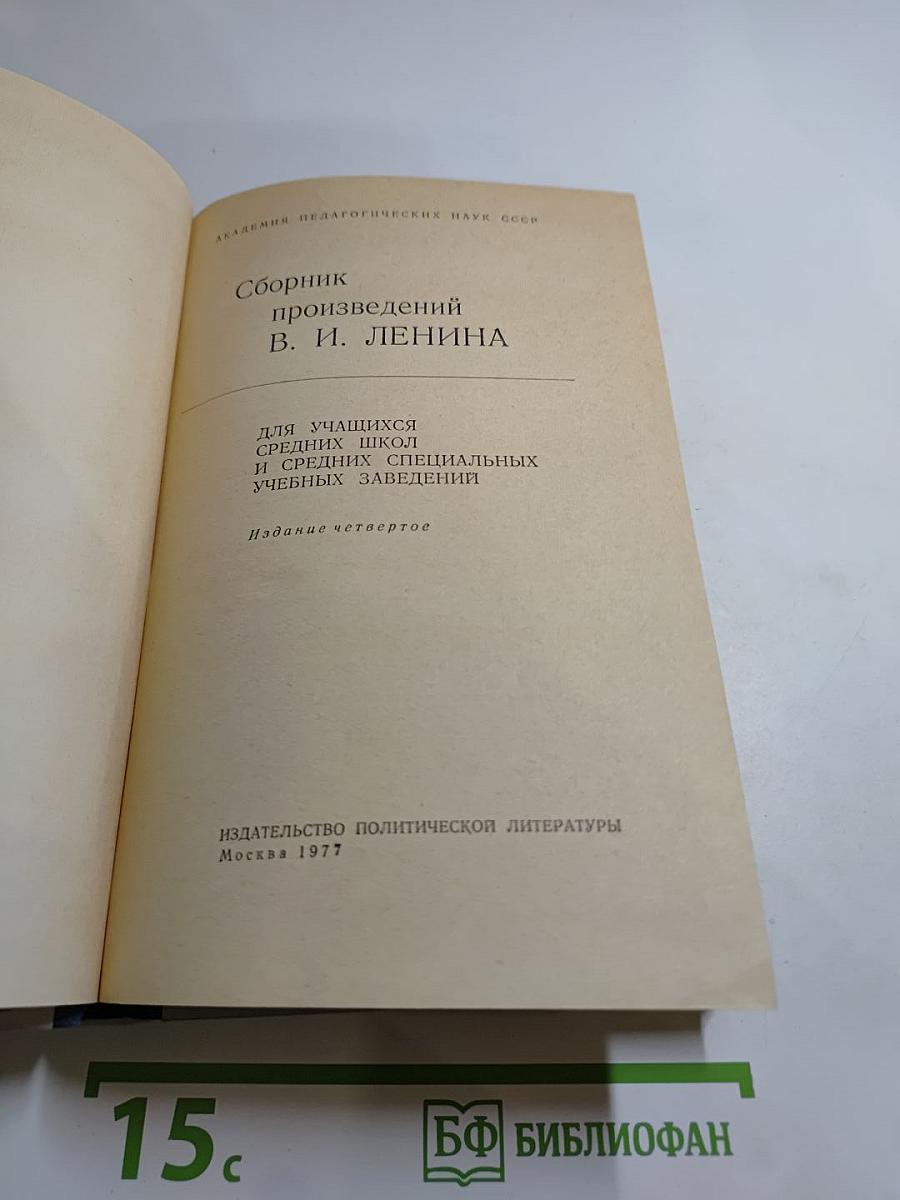 АКАДЕМИЯ ПЕДАГОГИЧЕСКИХ НАУК СССР
Сборник
произведений
В. И. ЛЕНИНА
ДЛЯ УЧАЩИХСЯ
СРЕДНИХ ШКОЛ
И СРЕДНИХ СПЕЦИАЛЬНЫХ
УЧЕБНЫХ ЗАВЕДЕНИЙ
Издание четвертое
ИЗДАТЕЛЬСТВО ПОЛИТИЧЕСКОЙ ЛИТЕРАТУРЫ
Москва 1977
15 с
БФ БИБЛИОФАН